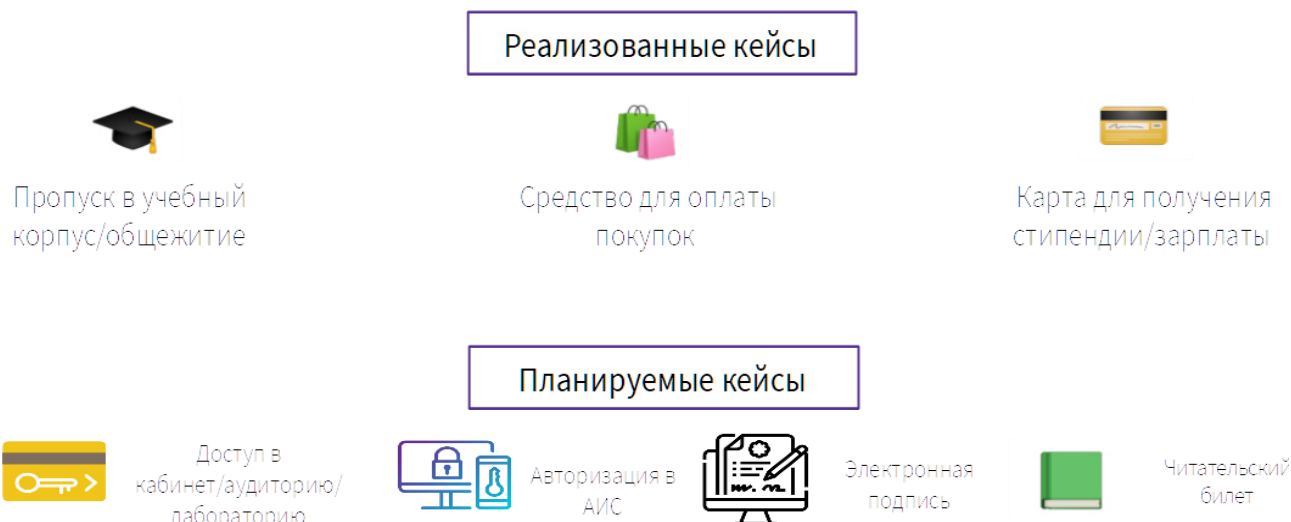 Реализованные кейсы
Пропуск в учебный
корпус/общежитие
Средство для оплаты
покупок
Карта для получения
стипендии/зарплаты
Планируемые кейсы
Доступ в
кабинет/аудиторию/
лабораторию
Авторизация в
АИС
Электронная
подпись
Читательский
билет